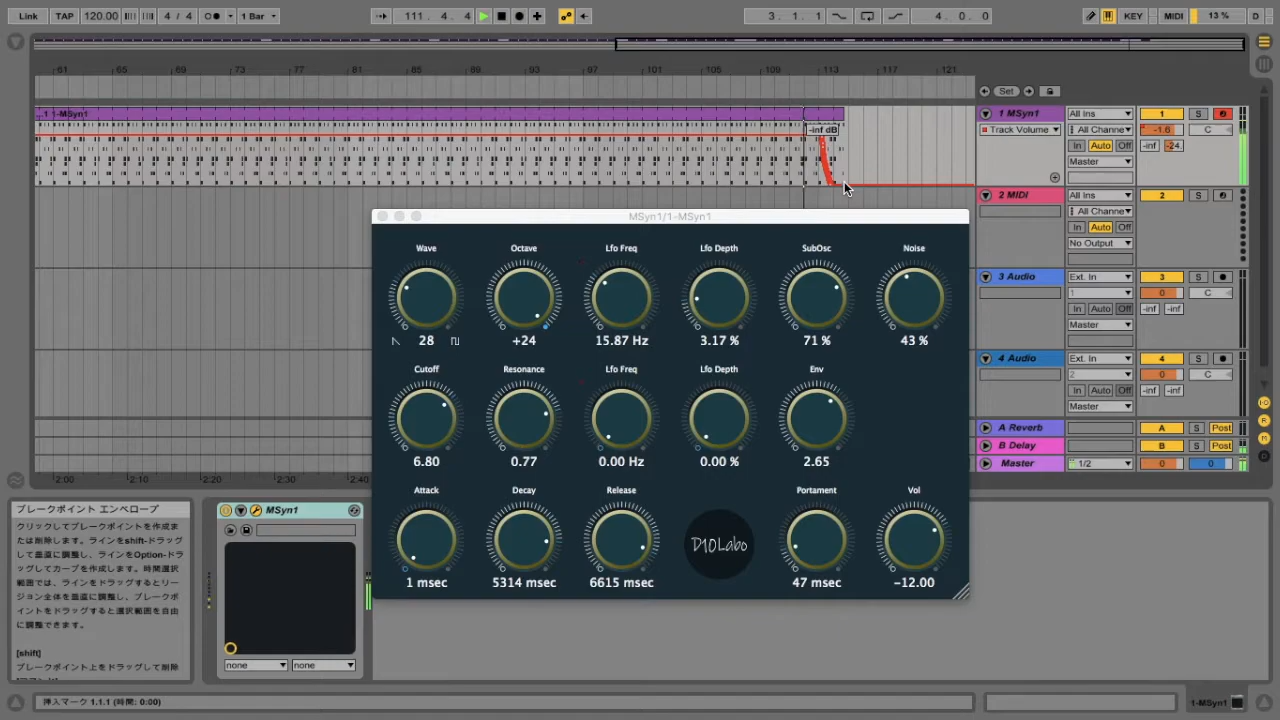 Link TAP 120.00 4 / 4 1 Bar 111. 4. 4 3. 1. 1 4. 0. 0 KEY MIDI 13 % D
61 65 69 73 77 81 85 89 93 97 101 105 109 113 117 121
Set
1 1-MSyn1
-inf dB
1 MSyn1 All Ins 1 S
Track Volume All Channe -1.6 C
In Auto Off -inf -24.
Master
2 MIDI All Ins 2 S
All Channe
In Auto Off
No Output
3 Audio Ext. In 3 S
1 0 C
In Auto Off -inf -inf
Master
4 Audio Ext. In 4 S
2 0 C
In Auto Off -inf -inf
Master
A Reverb A S Post
B Delay B S Post
Master 1/2 0 0
2:00 2:10 2:20 2:30 2:40
MSyn1/1-MSyn1
Wave Octave Lfo Freq Lfo Depth SubOsc Noise
28 +24 15.87 Hz 3.17 % 71 % 43 %
Cutoff Resonance Lfo Freq Lfo Depth Env
6.80 0.77 0.00 Hz 0.00 % 2.65
Attack Decay Release Portament Vol
D10Labo
1 msec 5314 msec 6615 msec 47 msec -12.00
ブレークポイント エンベロープ
クリックしてブレークポイントを作成ま
たは削除します。ラインをshift-ドラッ
グして垂直に調整し、ラインをOption-ド
ラッグしてカーブを作成します。時間選択
範囲では、ラインをドラッグするとリー
ジョン全体を垂直に調整し、ブレークポ
イントをドラッグすると選択範囲を自由
に調整できます。
[shift]
ブレークポイント上をドラッグして削除
MSyn1
none none
挿入マーク 1.1.1 (時間: 0:00)
1-MSyn1